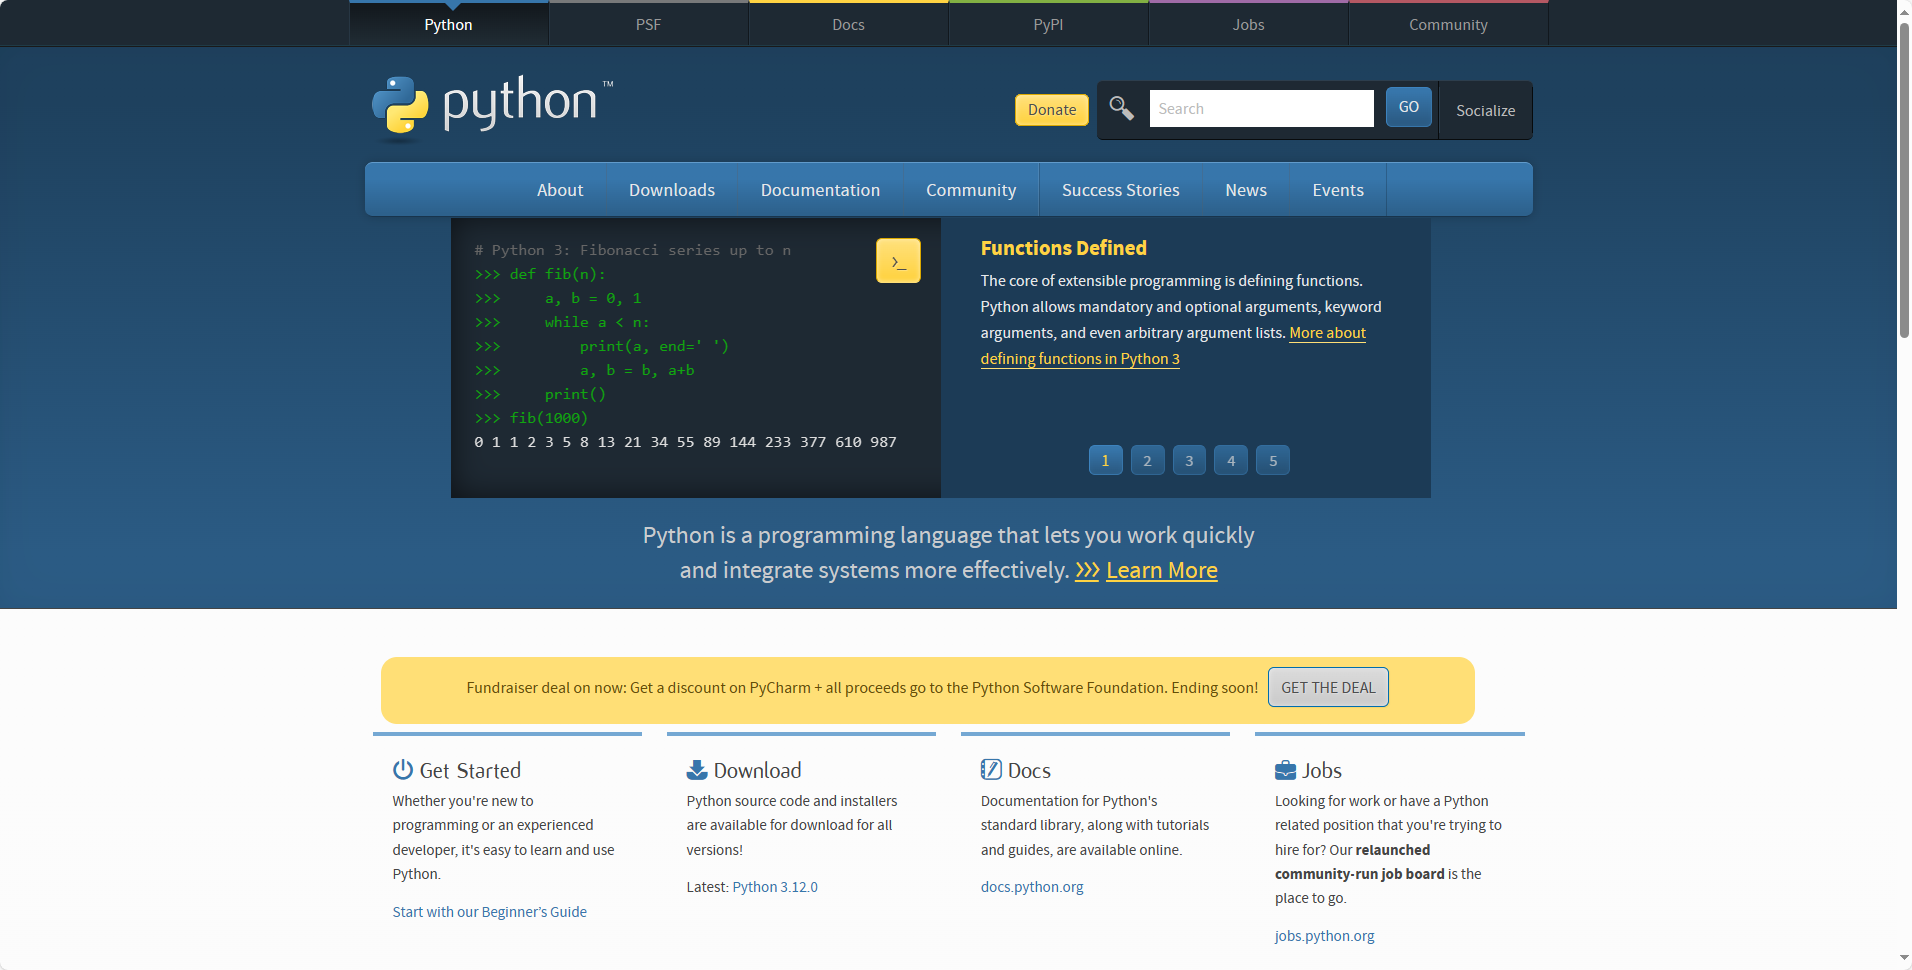 Python
PSF
Docs
PyPI
Jobs
Community
python™
Donate
Search
GO
Socialize
About
Downloads
Documentation
Community
Success Stories
News
Events
# Python 3: Fibonacci series up to n
>>> def fib(n):
>>>     a, b = 0, 1
>>>     while a < n:
>>>         print(a, end=' ')
>>>         a, b = b, a+b
>>>     print()
>>> fib(1000)
0 1 1 2 3 5 8 13 21 34 55 89 144 233 377 610 987
>_
Functions Defined
The core of extensible programming is defining functions.
Python allows mandatory and optional arguments, keyword
arguments, and even arbitrary argument lists. More about
defining functions in Python 3
1
2
3
4
5
Python is a programming language that lets you work quickly
and integrate systems more effectively. >>> Learn More
Fundraiser deal on now: Get a discount on PyCharm + all proceeds go to the Python Software Foundation. Ending soon!
GET THE DEAL
Get Started
Whether you're new to
programming or an experienced
developer, it's easy to learn and use
Python.
Start with our Beginner’s Guide
Download
Python source code and installers
are available for download for all
versions!
Latest: Python 3.12.0
Docs
Documentation for Python's
standard library, along with tutorials
and guides, are available online.
docs.python.org
Jobs
Looking for work or have a Python
related position that you're trying to
hire for? Our relaunched
community-run job board is the
place to go.
jobs.python.org